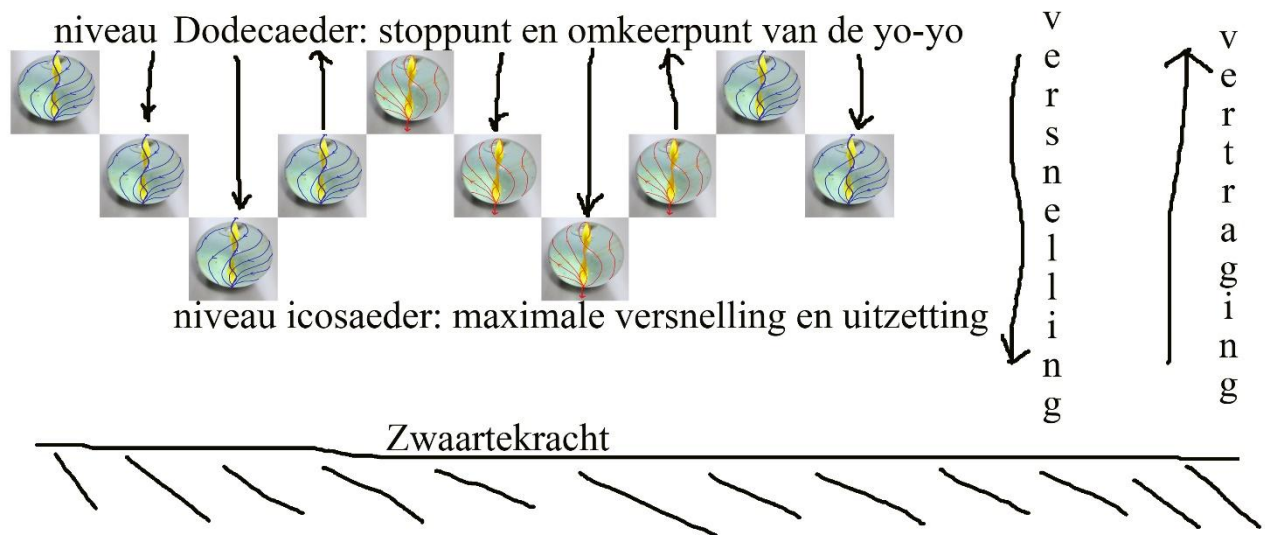 niveau Dodecaeder: stoppunt en omkeerpunt van de yo-yo
niveau icosaeder: maximale versnelling en uitzetting
versnelling
vertraging
Zwaartekracht